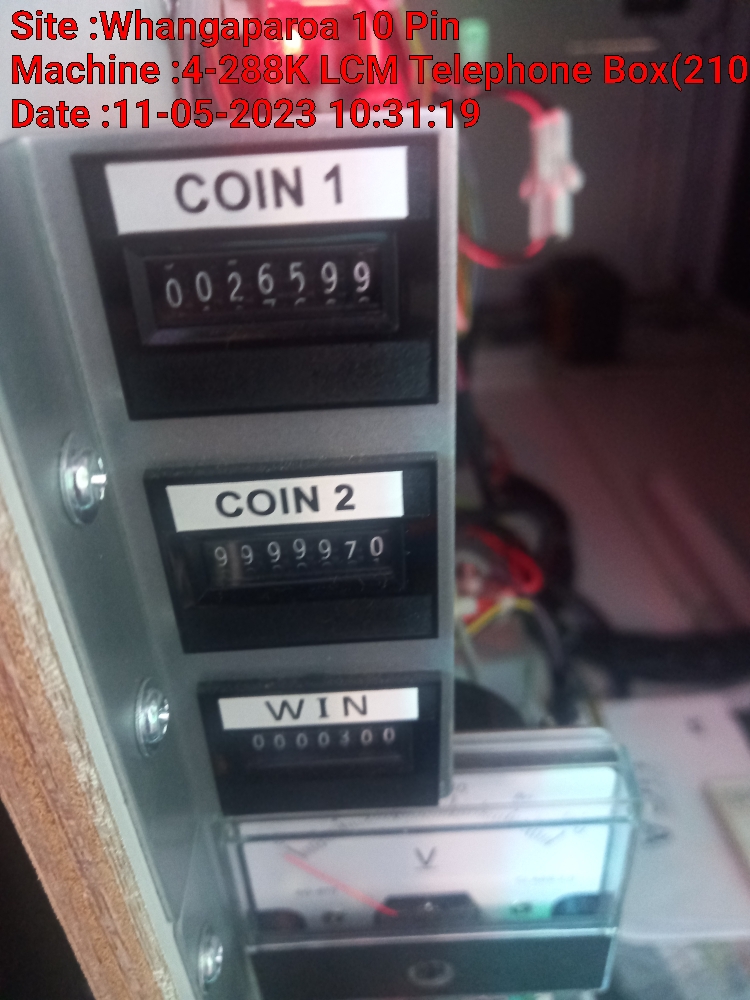 Site :Whangaparoa 10 Pin
Machine :4-288K LCM Telephone Box(210
Date :11-05-2023 10:31:19
COIN 1
0026599
COIN 2
9999970
WIN
0000300
V